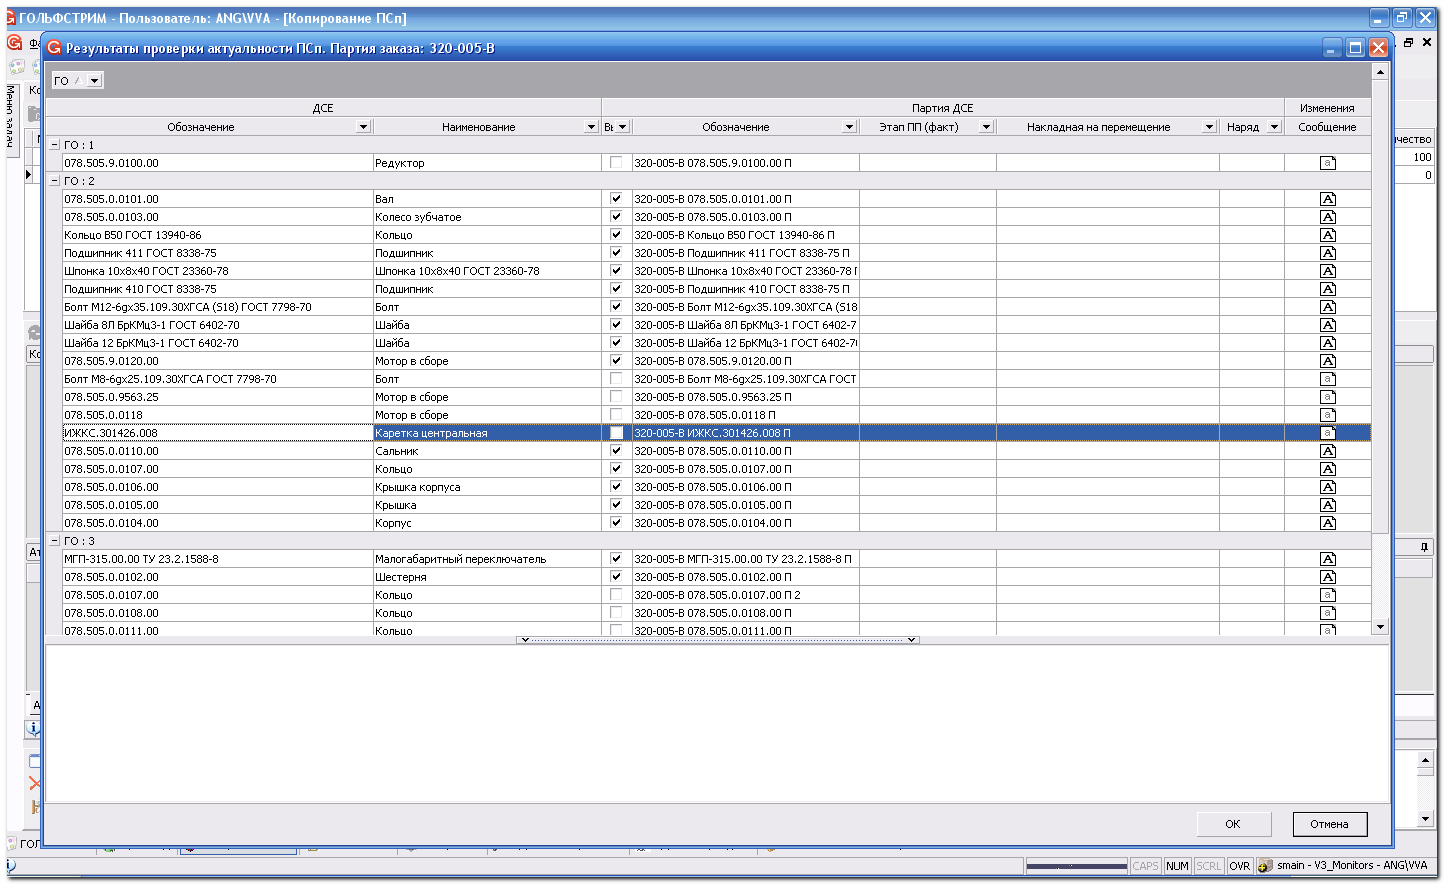 ГОЛЬФСТРИМ - Пользователь: ANG\VVA - [Копирование ПСп]
Результаты проверки актуальности ПСп. Партия заказа: 320-005-В
Меню задач
ГО
ДСЕ Партия ДСЕ Изменения
Обозначение Наименование Вы Обозначение Этап ПП (факт) Накладная на перемещение Наряд Сообщение
чество
100
0
ГО : 1
078.505.9.0100.00 Редуктор 320-005-В 078.505.9.0100.00 П
ГО : 2
078.505.0.0101.00 Вал 320-005-В 078.505.0.0101.00 П
078.505.0.0103.00 Колесо зубчатое 320-005-В 078.505.0.0103.00 П
Кольцо В50 ГОСТ 13940-86 Кольцо 320-005-В Кольцо В50 ГОСТ 13940-86 П
Подшипник 411 ГОСТ 8338-75 Подшипник 320-005-В Подшипник 411 ГОСТ 8338-75 П
Шпонка 10x8x40 ГОСТ 23360-78 Шпонка 10x8x40 ГОСТ 23360-78 320-005-В Шпонка 10x8x40 ГОСТ 23360-78
Подшипник 410 ГОСТ 8338-75 Подшипник 320-005-В Подшипник 410 ГОСТ 8338-75 П
Болт М12-6gx35.109.30ХГСА (S18) ГОСТ 7798-70 Болт 320-005-В Болт М12-6gx35.109.30ХГСА (S18
Шайба 8Л БрКМц3-1 ГОСТ 6402-70 Шайба 320-005-В Шайба 8Л БрКМц3-1 ГОСТ 6402-7
Шайба 12 БрКМц3-1 ГОСТ 6402-70 Шайба 320-005-В Шайба 12 БрКМц3-1 ГОСТ 6402-7
078.505.9.0120.00 Мотор в сборе 320-005-В 078.505.9.0120.00 П
Болт М8-6gx25.109.30ХГСА ГОСТ 7798-70 Болт 320-005-В Болт М8-6gx25.109.30ХГСА ГОСТ
078.505.0.9563.25 Мотор в сборе 320-005-В 078.505.0.9563.25 П
078.505.0.0118 Мотор в сборе 320-005-В 078.505.0.0118 П
ИЖКС.301426.008 Каретка центральная 320-005-В ИЖКС.301426.008 П
078.505.0.0110.00 Сальник 320-005-В 078.505.0.0110.00 П
078.505.0.0107.00 Кольцо 320-005-В 078.505.0.0107.00 П
078.505.0.0106.00 Крышка корпуса 320-005-В 078.505.0.0106.00 П
078.505.0.0105.00 Крышка 320-005-В 078.505.0.0105.00 П
078.505.0.0104.00 Корпус 320-005-В 078.505.0.0104.00 П
ГО : 3
МГП-315.00.00 ТУ 23.2.1588-8 Малогабаритный переключатель 320-005-В МГП-315.00.00 ТУ 23.2.1588-8 П
078.505.0.0102.00 Шестерня 320-005-В 078.505.0.0102.00 П
078.505.0.0107.00 Кольцо 320-005-В 078.505.0.0107.00 П 2
078.505.0.0108.00 Кольцо 320-005-В 078.505.0.0108.00 П
078.505.0.0111.00 Кольцо 320-005-В 078.505.0.0111.00 П
OK Отмена
ГОЛ
CAPS NUM SCRL OVR smain - V3_Monitors - ANG\VVA